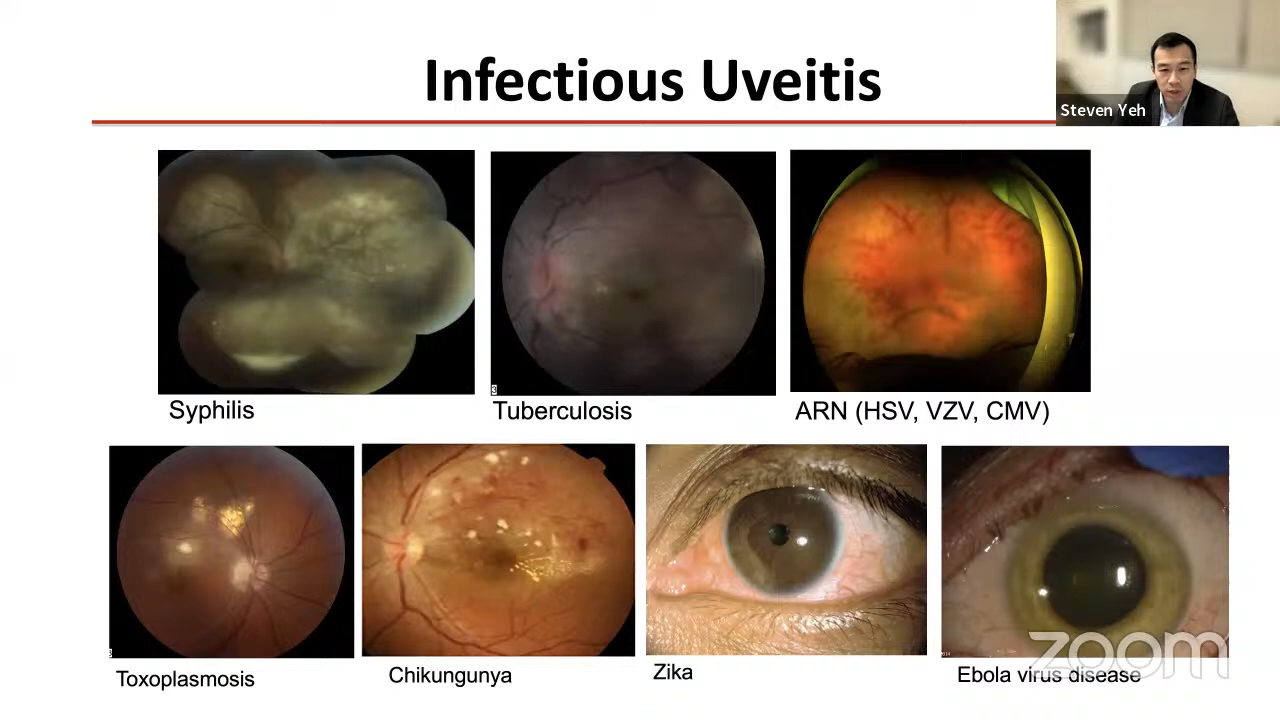 Infectious Uveitis
Steven Yeh
Syphilis
Tuberculosis
ARN (HSV, VZV, CMV)
Toxoplasmosis
Chikungunya
Zika
Ebola virus disease
zoom